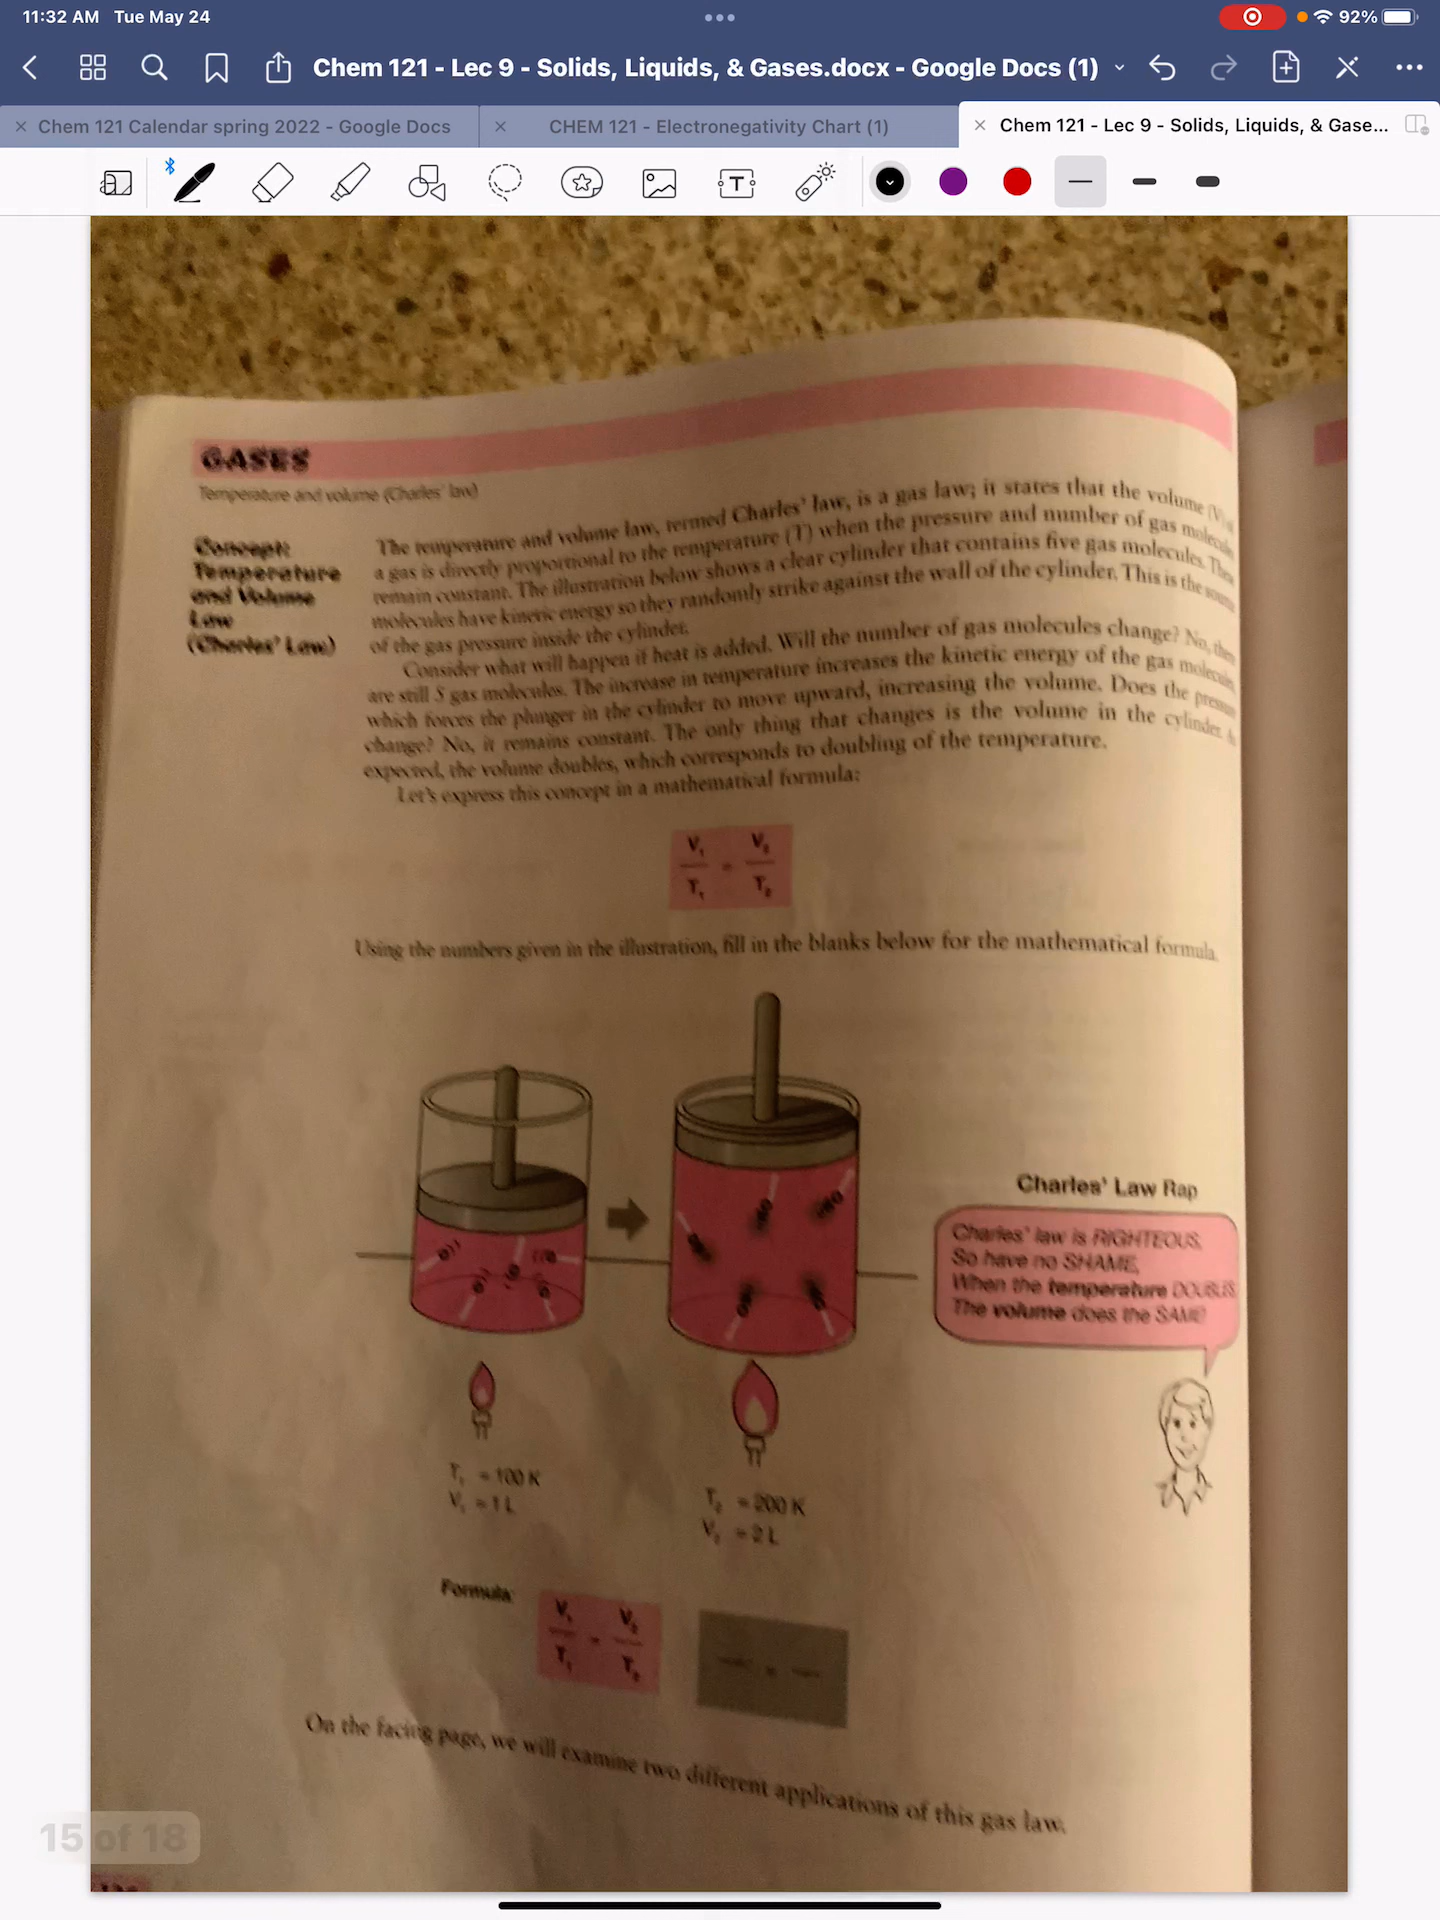 11:32 AM Tue May 24
92%
Chem 121 - Lec 9 - Solids, Liquids, & Gases.docx - Google Docs (1)
Chem 121 Calendar spring 2022 - Google Docs
CHEM 121 - Electronegativity Chart (1)
Chem 121 - Lec 9 - Solids, Liquids, & Gase...
T
GASES
Temperature and volume (Charles' law)
Concept:
Temperature
and Volume
Law
(Charles' Law)
The temperature and volume law, termed Charles' law, is a gas law; it states that the volume (V) of
a gas is directly proportional to the temperature (T) when the pressure and number of gas molecules
remain constant. The illustration below shows a clear cylinder that contains five gas molecules. These
molecules have kinetic energy so they randomly strike against the wall of the cylinder. This is the source
of the gas pressure inside the cylinder.
Consider what will happen if heat is added. Will the number of gas molecules change? No, there
are still 5 gas molecules. The increase in temperature increases the kinetic energy of the gas molecules,
which forces the plunger in the cylinder to move upward, increasing the volume. Does the pressure
change? No, it remains constant. The only thing that changes is the volume in the cylinder. As
expected, the volume doubles, which corresponds to doubling of the temperature.
Let's express this concept in a mathematical formula:
V₁ V₂
— = —
T₁ T₂
Using the numbers given in the illustration, fill in the blanks below for the mathematical formula.
Charles' Law Rap
Charles' law is RIGHTEOUS,
So have no SHAME,
When the temperature DOUBLES
The volume does the SAME
T₁ = 100 K
V₁ = 1 L
T₂ = 200 K
V₂ = 2 L
Formula:
V₁ V₂
— = —
T₁ T₂
— = —
On the facing page, we will examine two different applications of this gas law.
15 of 18